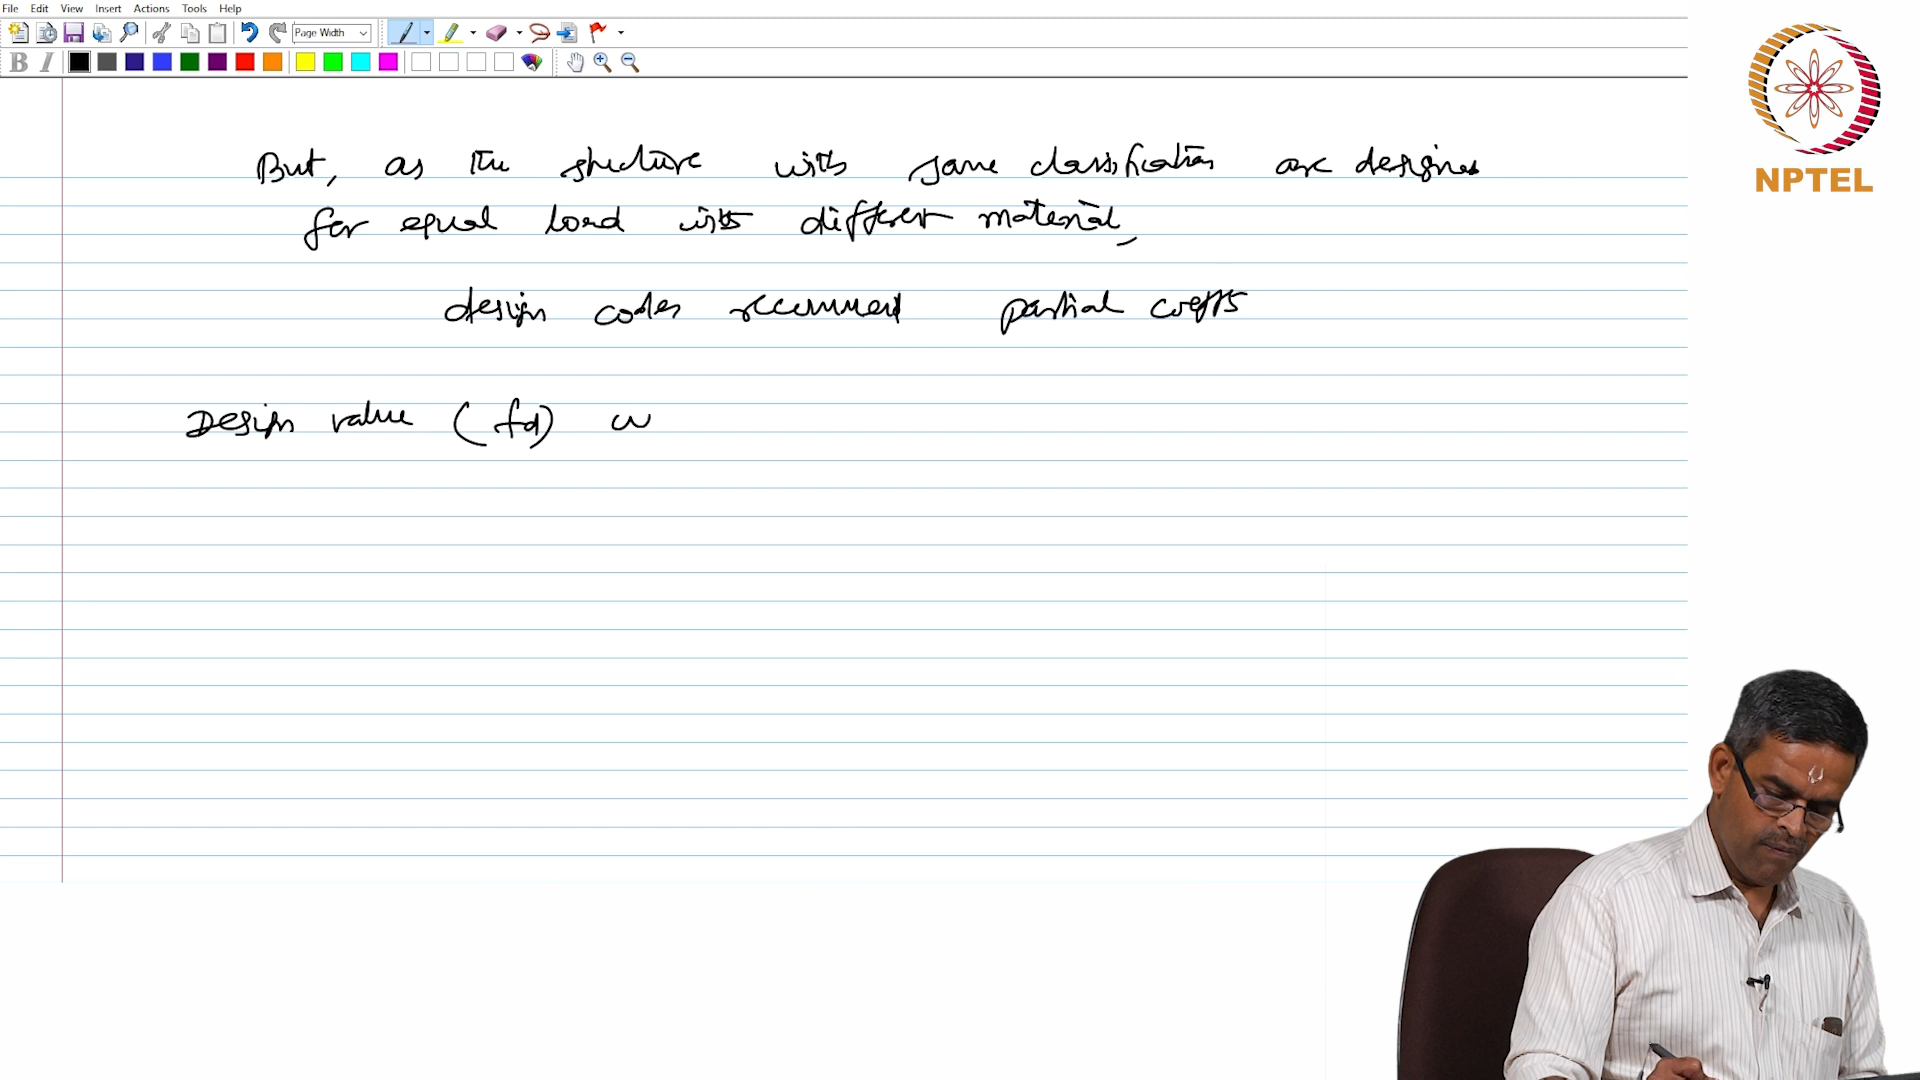 File Edit View Insert Actions Tools Help
Page Width
B I
NPTEL
But, as the structure with same classification are designed
for equal load with different material,
design codes recommend partial coeffs
Design value (fd) w